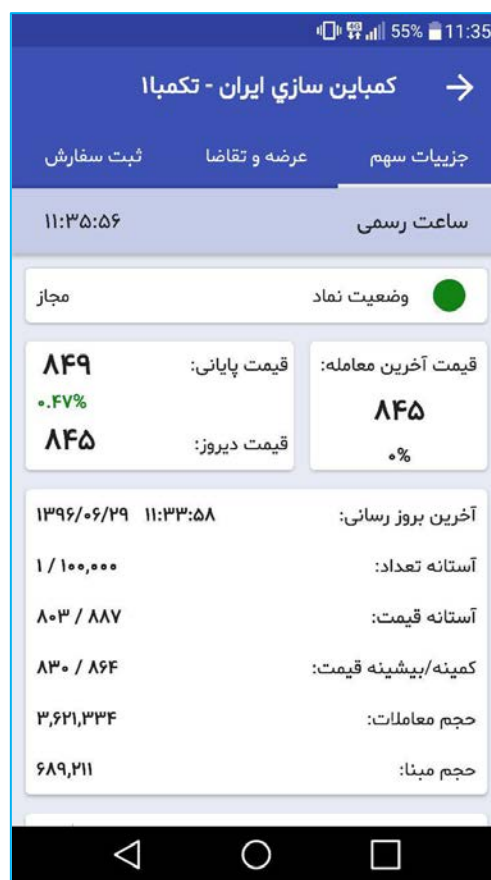 55% 11:35
کمباین سازي ایران - تکمبا۱
جزییات سهم
عرضه و تقاضا
ثبت سفارش
ساعت رسمی ۱۱:۳۵:۵۶
وضعیت نماد مجاز
قیمت آخرین معامله:
۸۴۵
۰%
قیمت پایانی: ۸۴۹
۰.۴۷%
قیمت دیروز: ۸۴۵
آخرین بروز رسانی: ۱۳۹۶/۰۶/۲۹ ۱۱:۳۳:۵۸
آستانه تعداد: ۱ / ۱۰۰,۰۰۰
آستانه قیمت: ۸۰۳ / ۸۸۷
کمینه/بیشینه قیمت: ۸۳۰ / ۸۶۴
حجم معاملات: ۳,۶۲۱,۳۳۴
حجم مبنا: ۶۸۹,۲۱۱